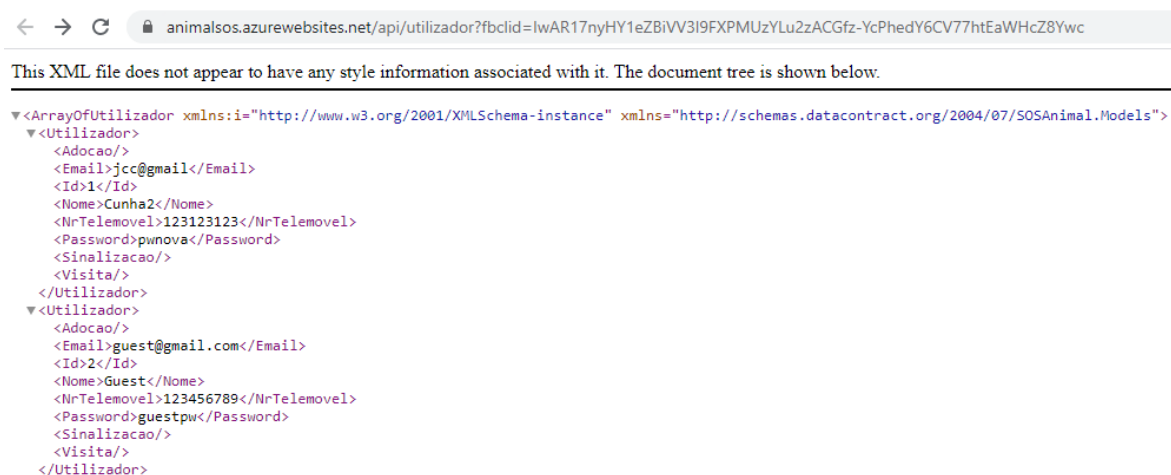 animalsos.azurewebsites.net/api/utilizador?fbclid=IwAR17nyHY1eZBiVV3I9FXPMUzYLu2zACGfz-YcPhedY6CV77htEaWHcZ8Ywc
This XML file does not appear to have any style information associated with it. The document tree is shown below.
▼<ArrayOfUtilizador xmlns:i="http://www.w3.org/2001/XMLSchema-instance" xmlns="http://schemas.datacontract.org/2004/07/SOSAnimal.Models">
▼<Utilizador>
<Adocao/>
<Email>jcc@gmail</Email>
<Id>1</Id>
<Nome>Cunha2</Nome>
<NrTelemovel>123123123</NrTelemovel>
<Password>pwnova</Password>
<Sinalizacao/>
<Visita/>
</Utilizador>
▼<Utilizador>
<Adocao/>
<Email>guest@gmail.com</Email>
<Id>2</Id>
<Nome>Guest</Nome>
<NrTelemovel>123456789</NrTelemovel>
<Password>guestpw</Password>
<Sinalizacao/>
<Visita/>
</Utilizador>